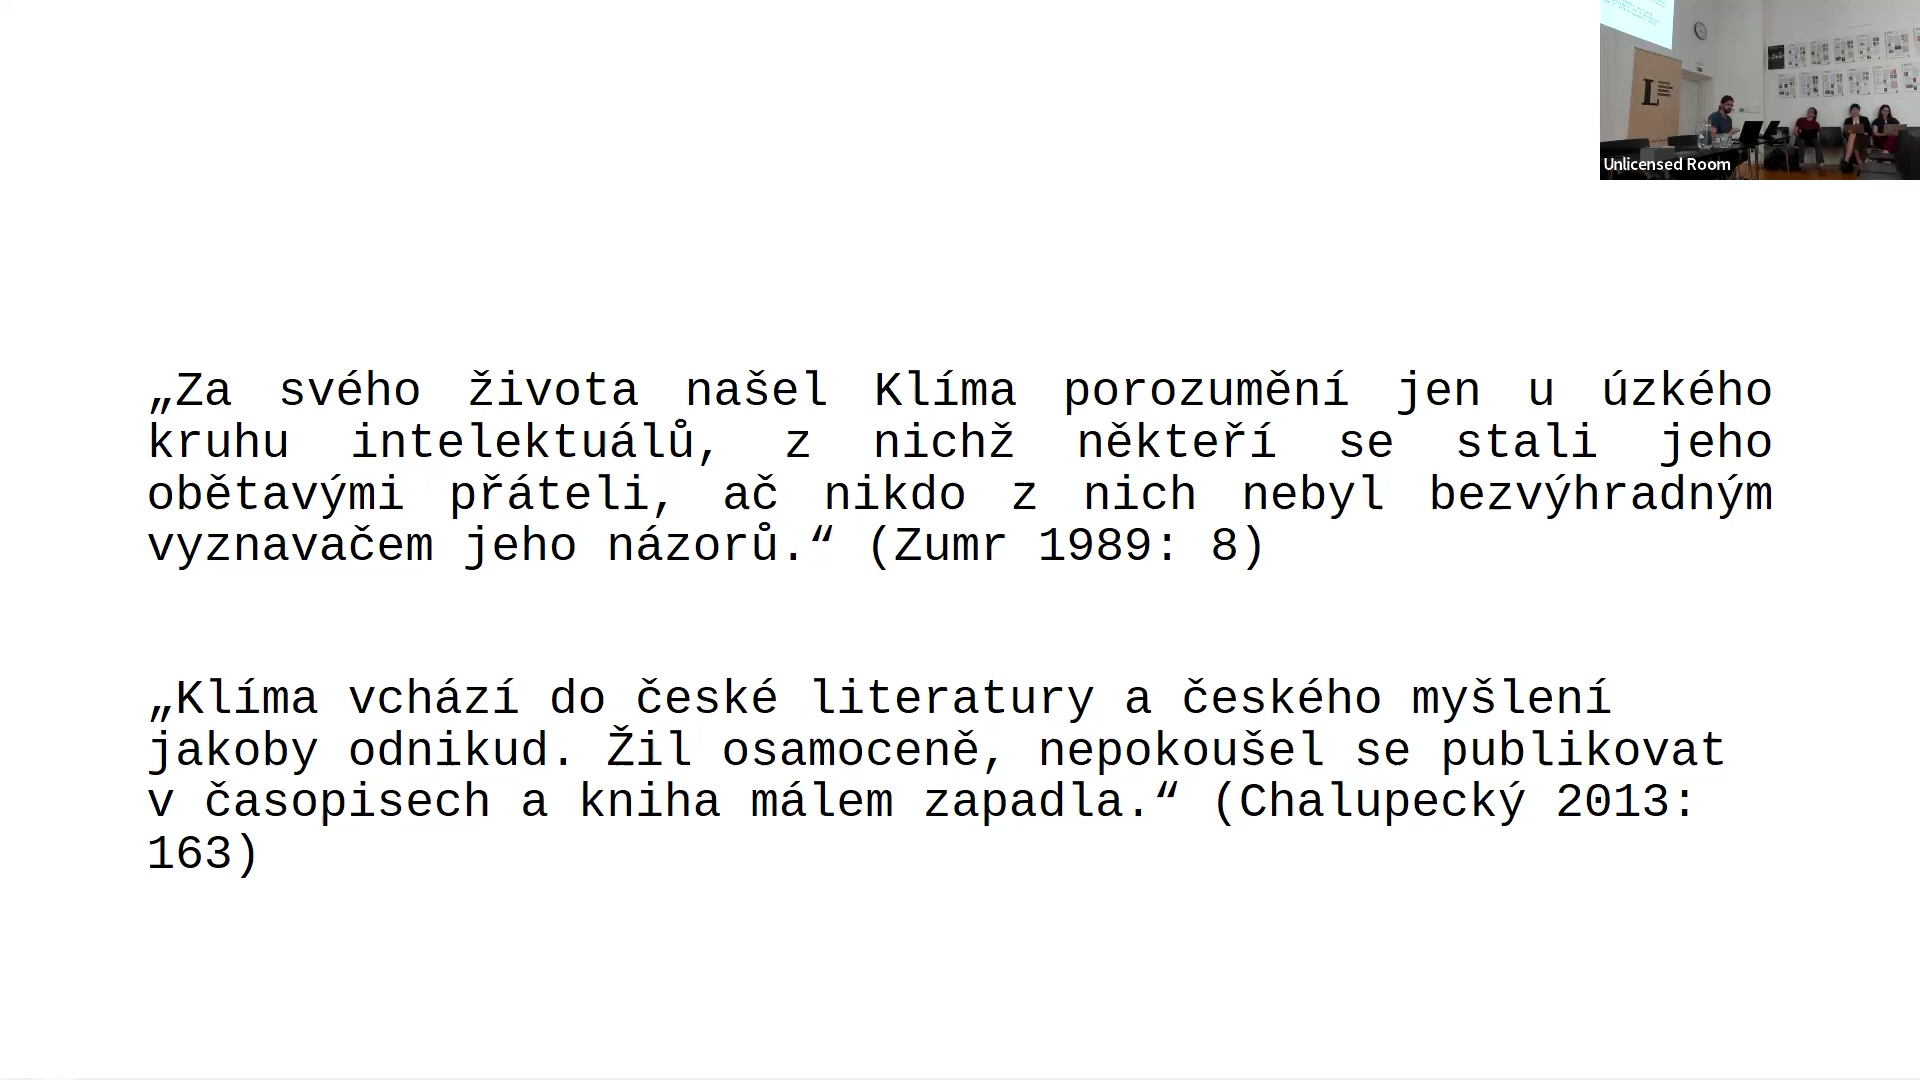 „Za svého života našel Klíma porozumění jen u úzkého
kruhu intelektuálů, z nichž někteří se stali jeho
obětavými přáteli, ač nikdo z nich nebyl bezvýhradným
vyznavačem jeho názorů.“ (Zumr 1989: 8)
„Klíma vchází do české literatury a českého myšlení
jakoby odnikud. Žil osamoceně, nepokoušel se publikovat
v časopisech a kniha málem zapadla.“ (Chalupecký 2013:
163)
L
Unlicensed Room